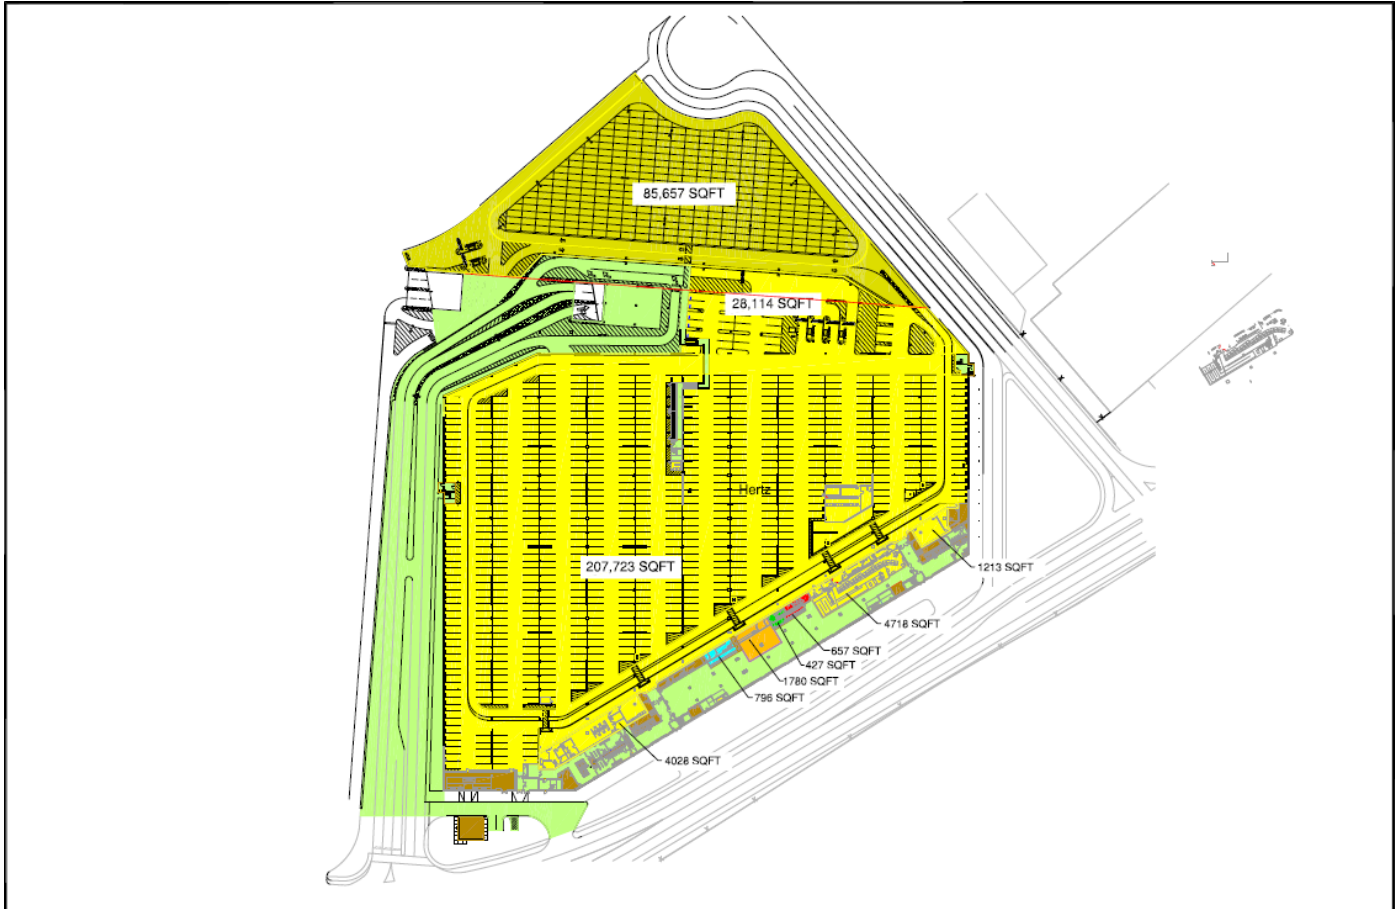 85,657 SQFT
28,114 SQFT
Hertz
207,723 SQFT
1213 SQFT
4718 SQFT
657 SQFT
427 SQFT
1780 SQFT
796 SQFT
4028 SQFT